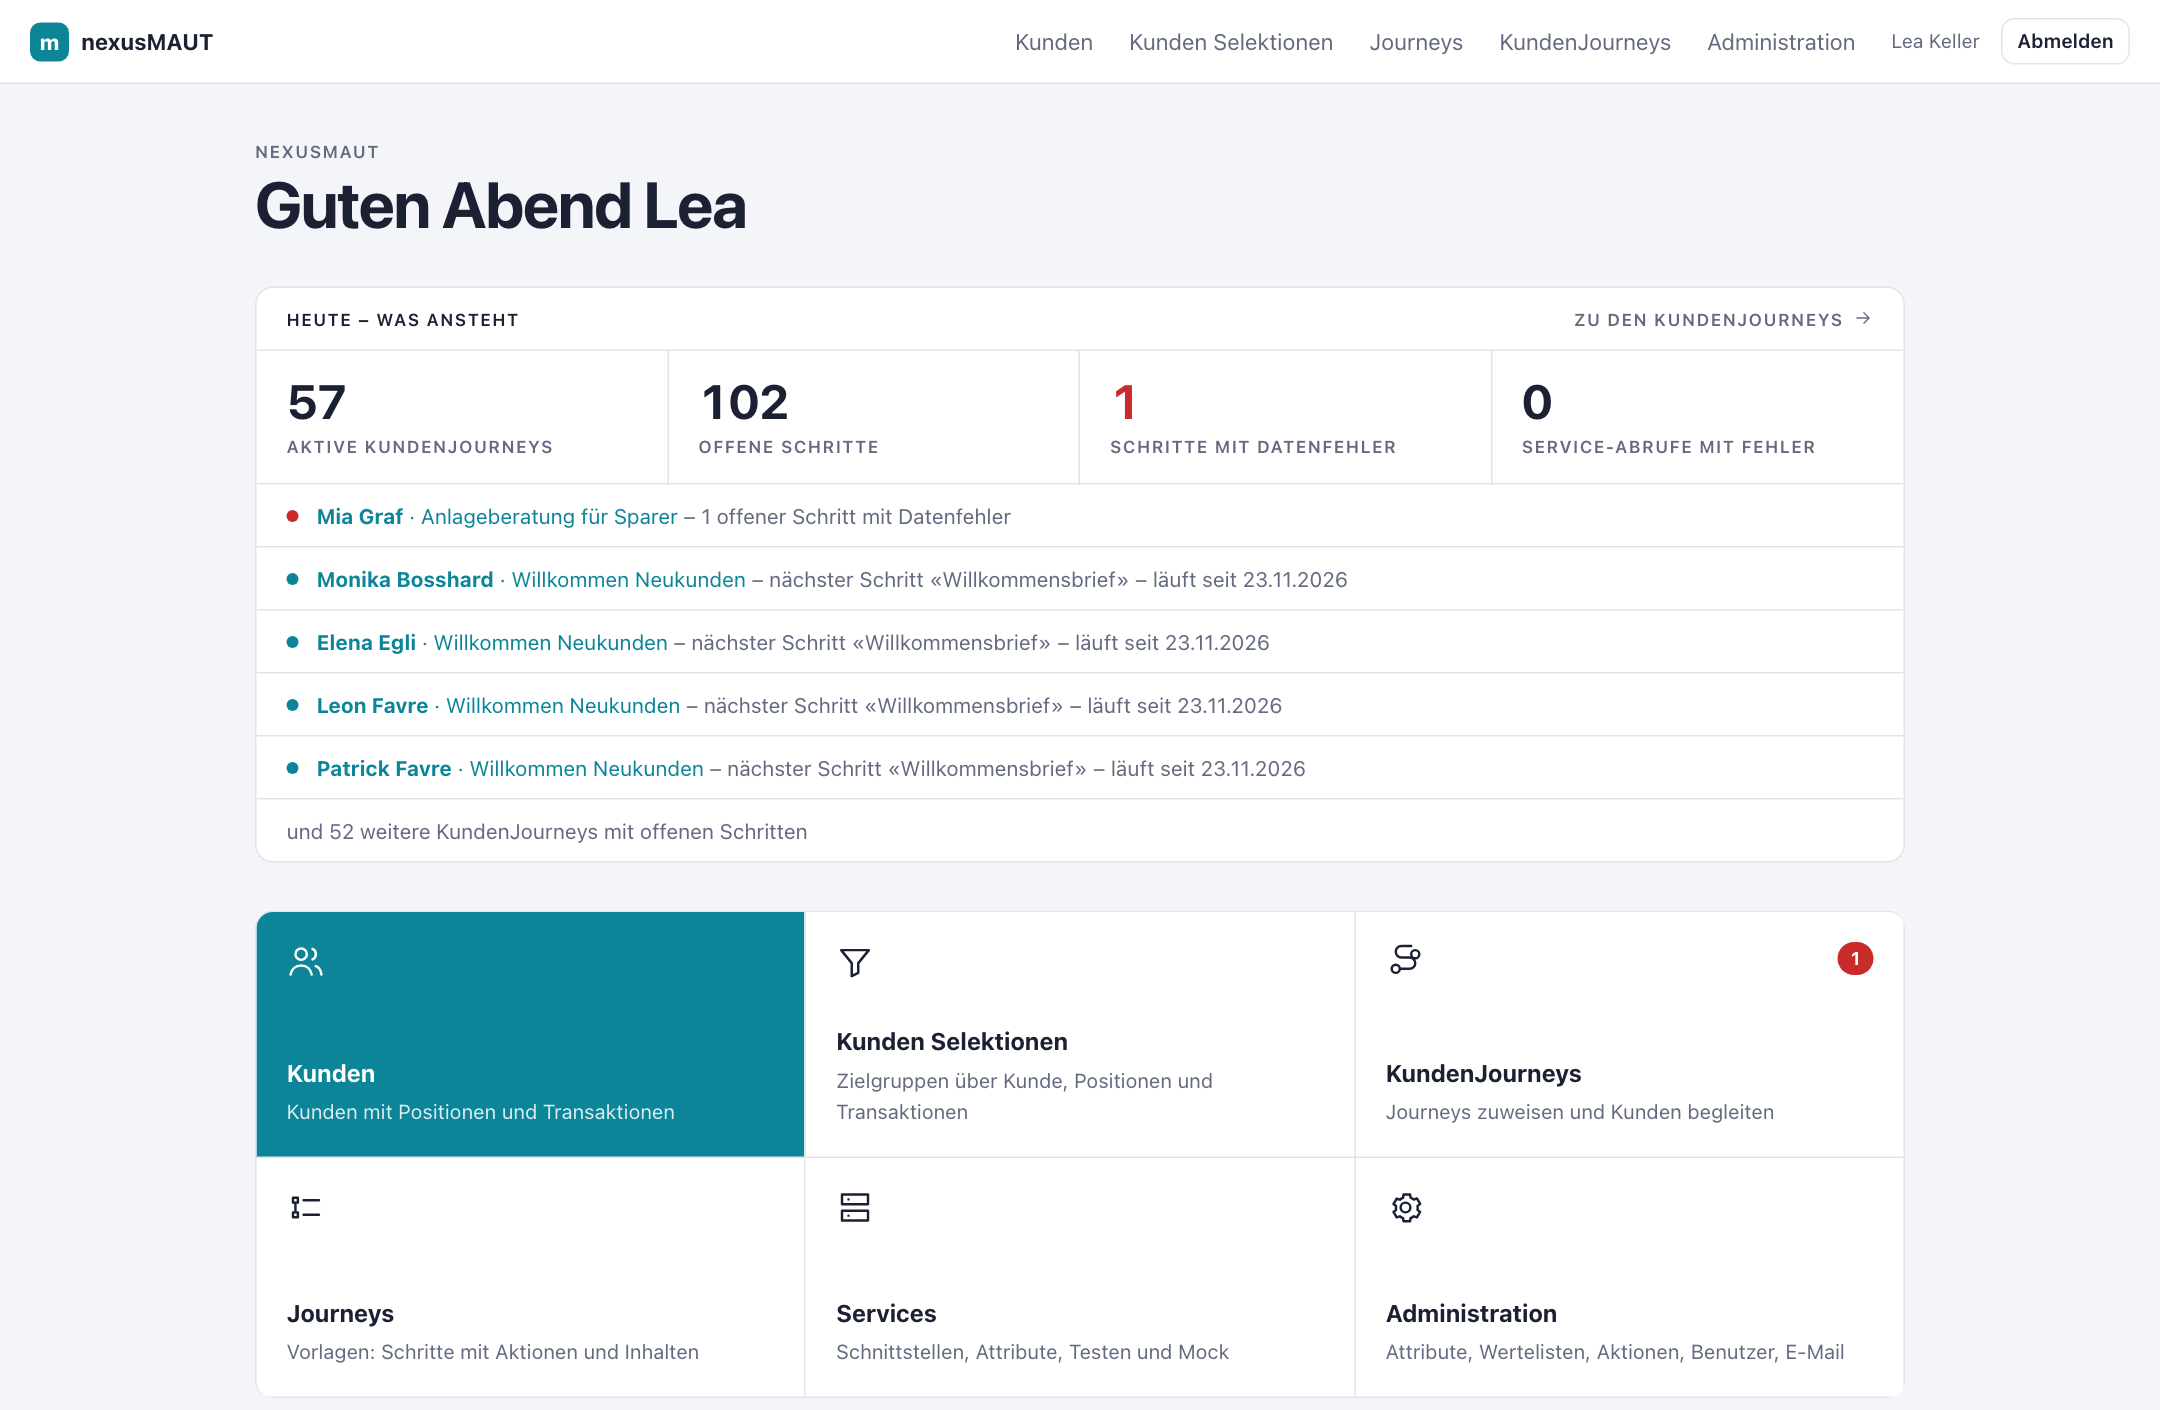 m nexusMAUT
Kunden Kunden Selektionen Journeys KundenJourneys Administration Lea Keller Abmelden
NEXUSMAUT
Guten Abend Lea
HEUTE – WAS ANSTEHT
ZU DEN KUNDENJOURNEYS →
57
AKTIVE KUNDENJOURNEYS
102
OFFENE SCHRITTE
1
SCHRITTE MIT DATENFEHLER
0
SERVICE-ABRUFE MIT FEHLER
Mia Graf · Anlageberatung für Sparer – 1 offener Schritt mit Datenfehler
Monika Bosshard · Willkommen Neukunden – nächster Schritt «Willkommensbrief» – läuft seit 23.11.2026
Elena Egli · Willkommen Neukunden – nächster Schritt «Willkommensbrief» – läuft seit 23.11.2026
Leon Favre · Willkommen Neukunden – nächster Schritt «Willkommensbrief» – läuft seit 23.11.2026
Patrick Favre · Willkommen Neukunden – nächster Schritt «Willkommensbrief» – läuft seit 23.11.2026
und 52 weitere KundenJourneys mit offenen Schritten
Kunden
Kunden mit Positionen und Transaktionen
Kunden Selektionen
Zielgruppen über Kunde, Positionen und
Transaktionen
1
KundenJourneys
Journeys zuweisen und Kunden begleiten
Journeys
Vorlagen: Schritte mit Aktionen und Inhalten
Services
Schnittstellen, Attribute, Testen und Mock
Administration
Attribute, Wertelisten, Aktionen, Benutzer, E-Mail